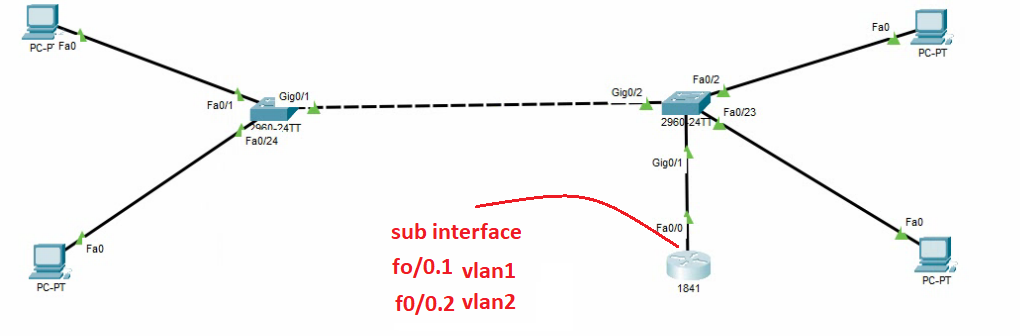 Fa0
PC-PT
Fa0
PC-PT
Fa0/2
Gig0/2
Gig0/1
Fa0/1
2960-24TT
2960-24TT
Fa0/23
Fa0/24
Gig0/1
Fa0/0
sub interface
Fa0
Fa0
fo/0.1 vlan1
PC-PT
PC-PT
1841
f0/0.2 vlan2